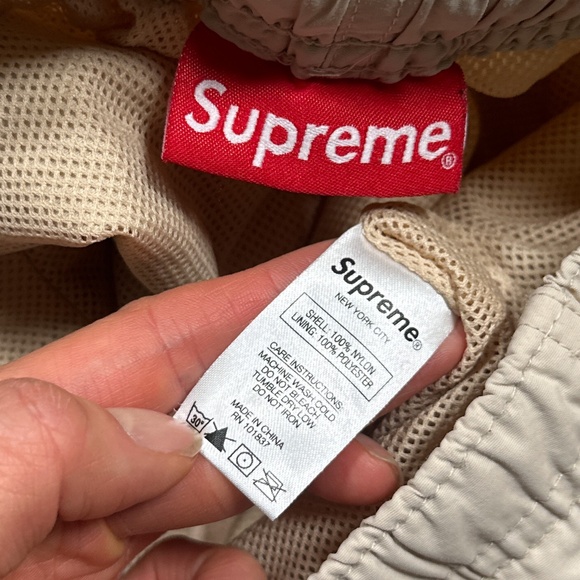 Supreme®
Supreme®
NEW YORK CITY
SHELL: 100% NYLON
LINING: 100% POLYESTER
CARE INSTRUCTIONS:
MACHINE WASH COLD
DO NOT BLEACH
TUMBLE DRY LOW
DO NOT IRON
MADE IN CHINA
RN 101837
30°